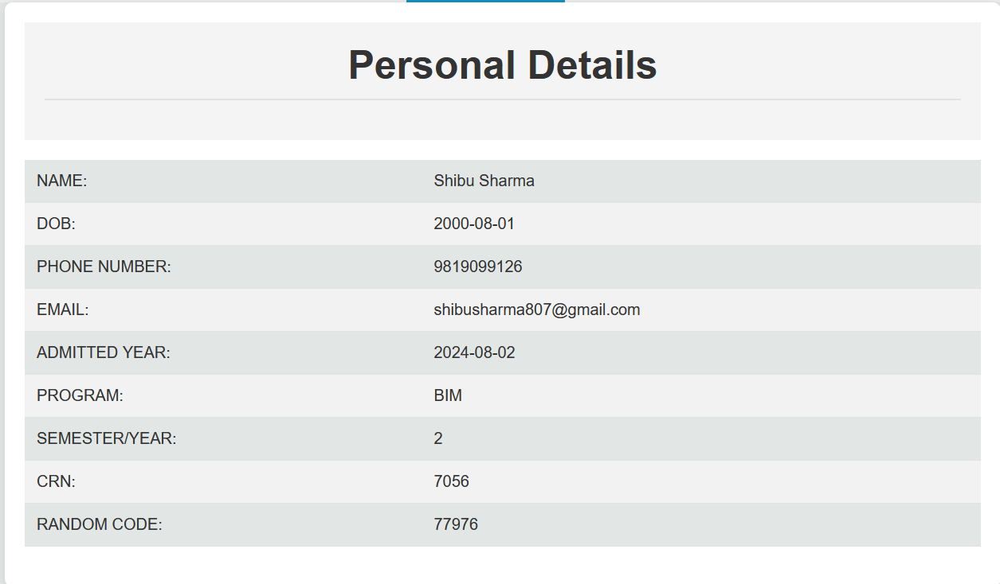 Personal Details
NAME: Shibu Sharma
DOB: 2000-08-01
PHONE NUMBER: 9819099126
EMAIL: shibusharma807@gmail.com
ADMITTED YEAR: 2024-08-02
PROGRAM: BIM
SEMESTER/YEAR: 2
CRN: 7056
RANDOM CODE: 77976